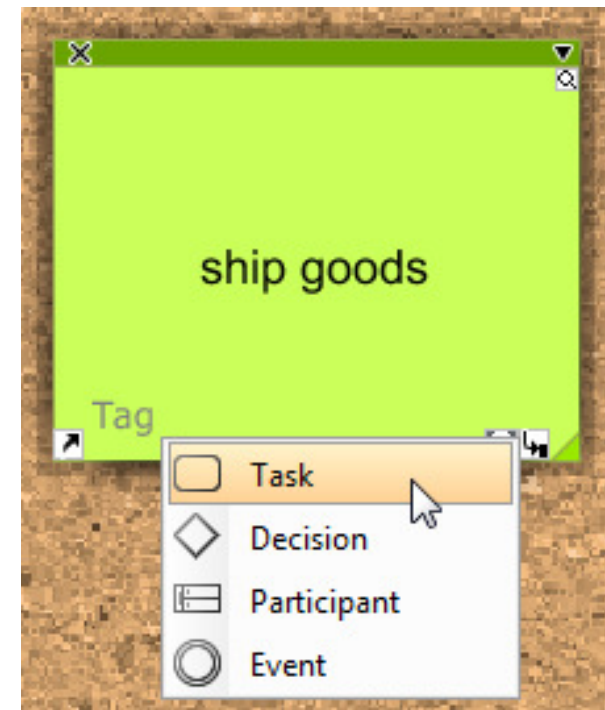 ship goods
Tag
Task
Decision
Participant
Event